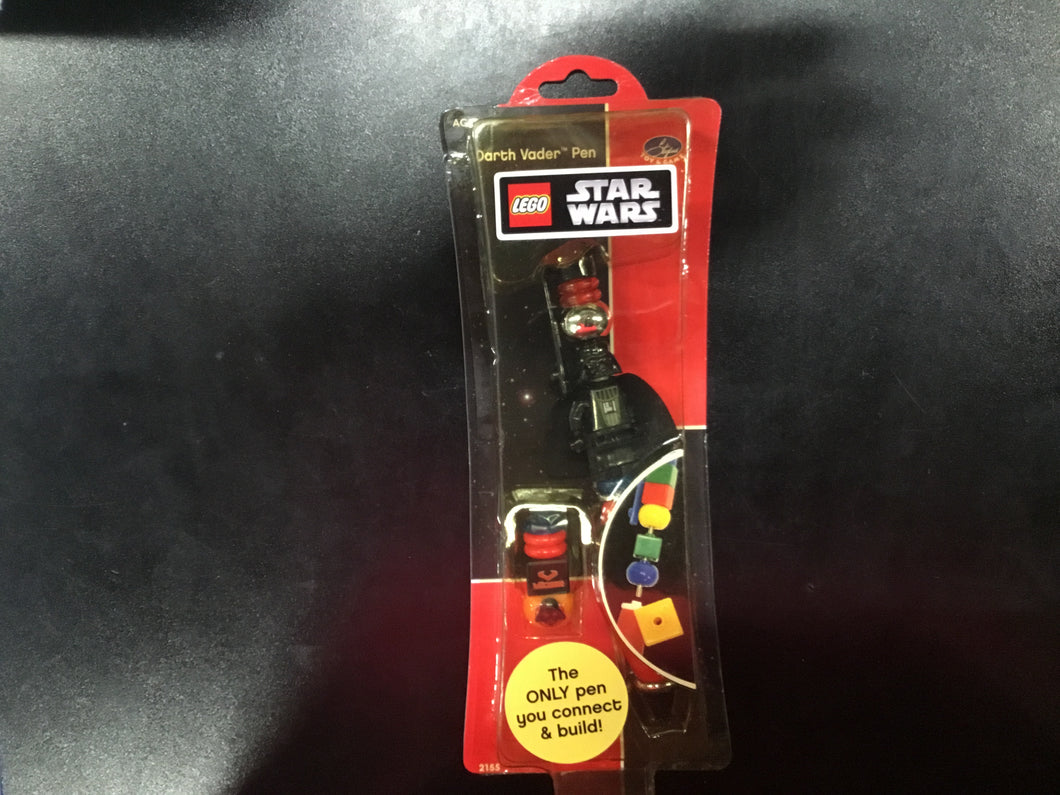 Darth Vader™ Pen
LEGO
STAR
WARS
The
ONLY pen
you connect
& build!
2155